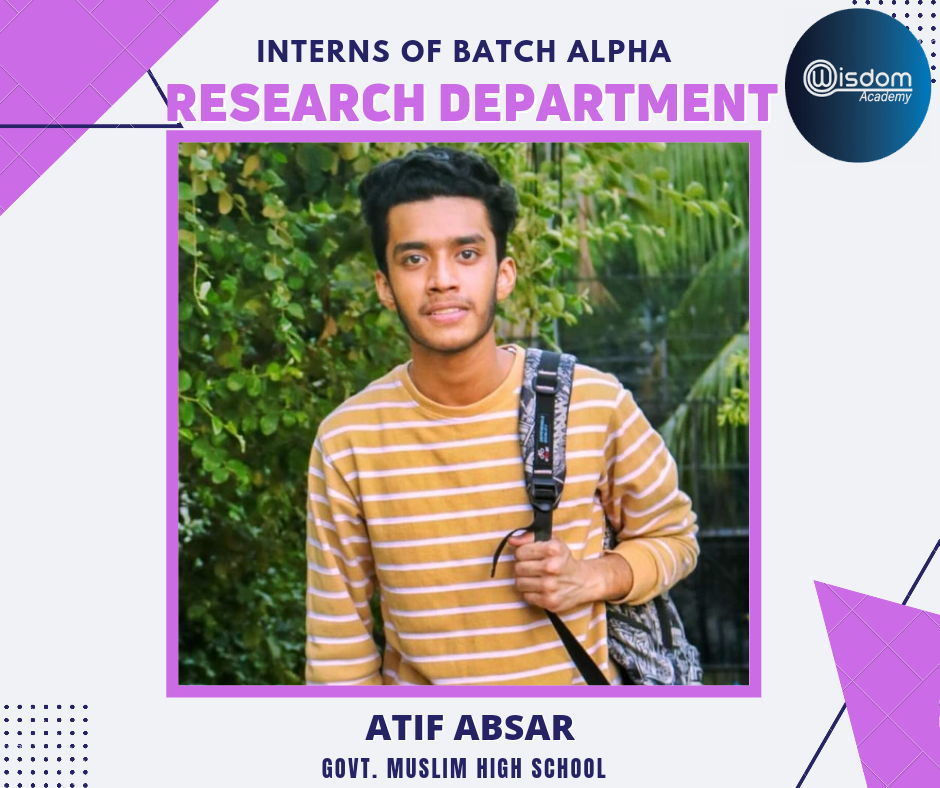 INTERNS OF BATCH ALPHA
RESEARCH DEPARTMENT
@Wisdom
Academy
ATIF ABSAR
GOVT. MUSLIM HIGH SCHOOL